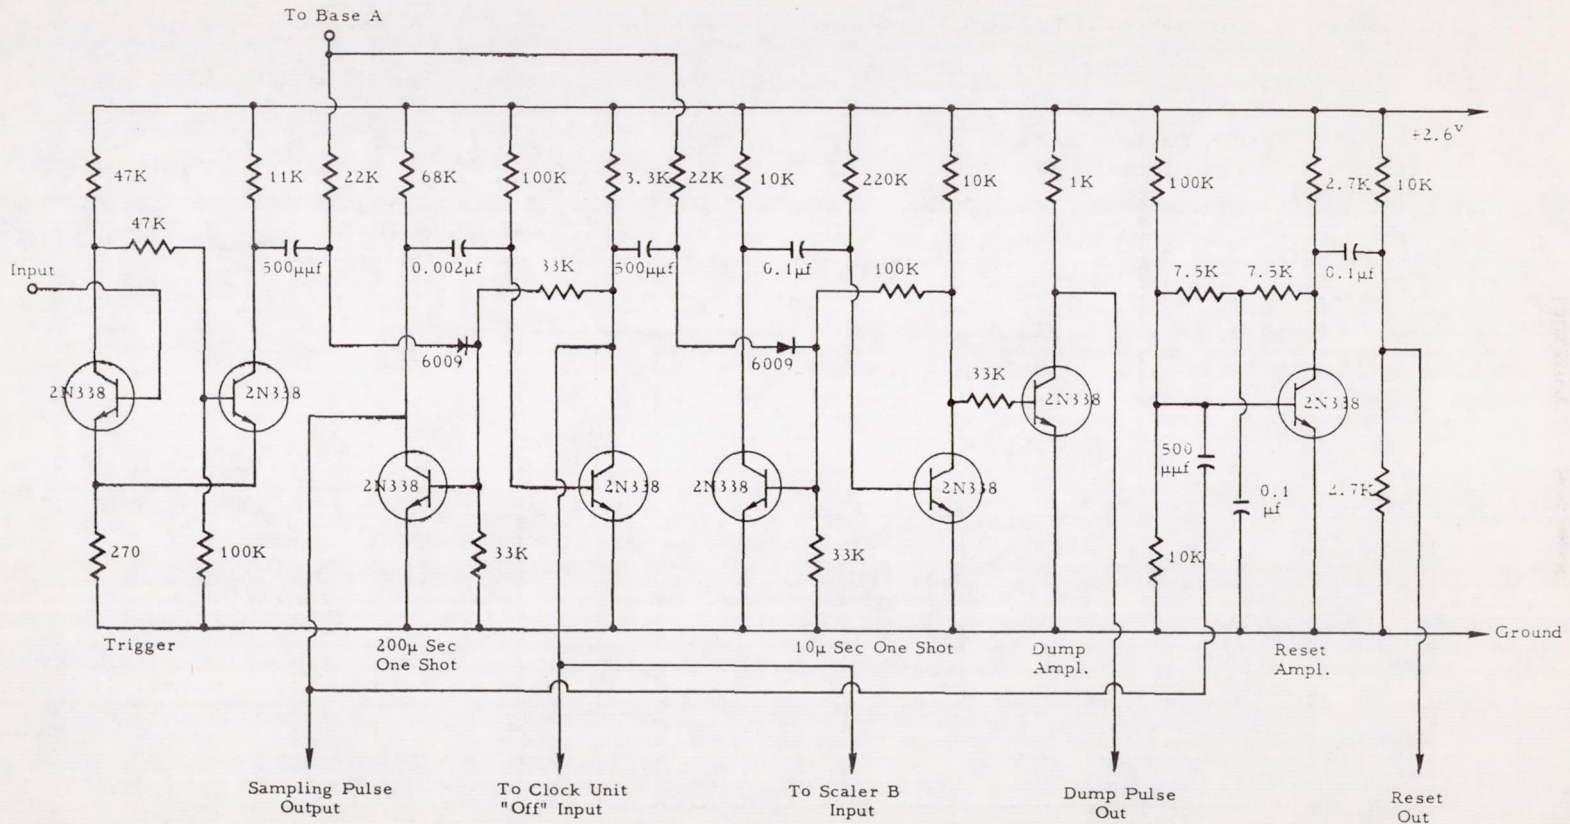 To Base A
+2.6V
47K
11K
22K
68K
100K
3.3K
22K
10K
220K
10K
1K
100K
2.7K
10K
47K
Input
500μμf
0.002μf
33K
500μμf
0.1μf
100K
7.5K
7.5K
0.1μf
6009
6009
33K
2N338
2N338
2N338
2N338
2N338
2N338
2N338
2N338
500
μμf
0.1
μf
2.7K
270
100K
33K
33K
10K
Ground
Trigger
200μ Sec
One Shot
10μ Sec One Shot
Dump
Ampl.
Reset
Ampl.
Sampling Pulse
Output
To Clock Unit
"Off" Input
To Scaler B
Input
Dump Pulse
Out
Reset
Out